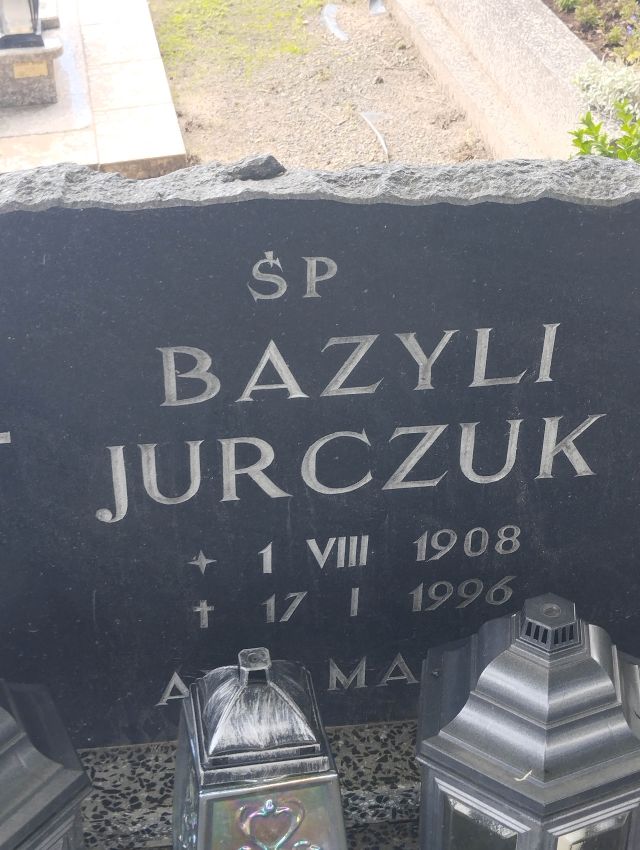 ŚP
BAZYLI
JURCZUK
1 VIII 1908
17 I 1996